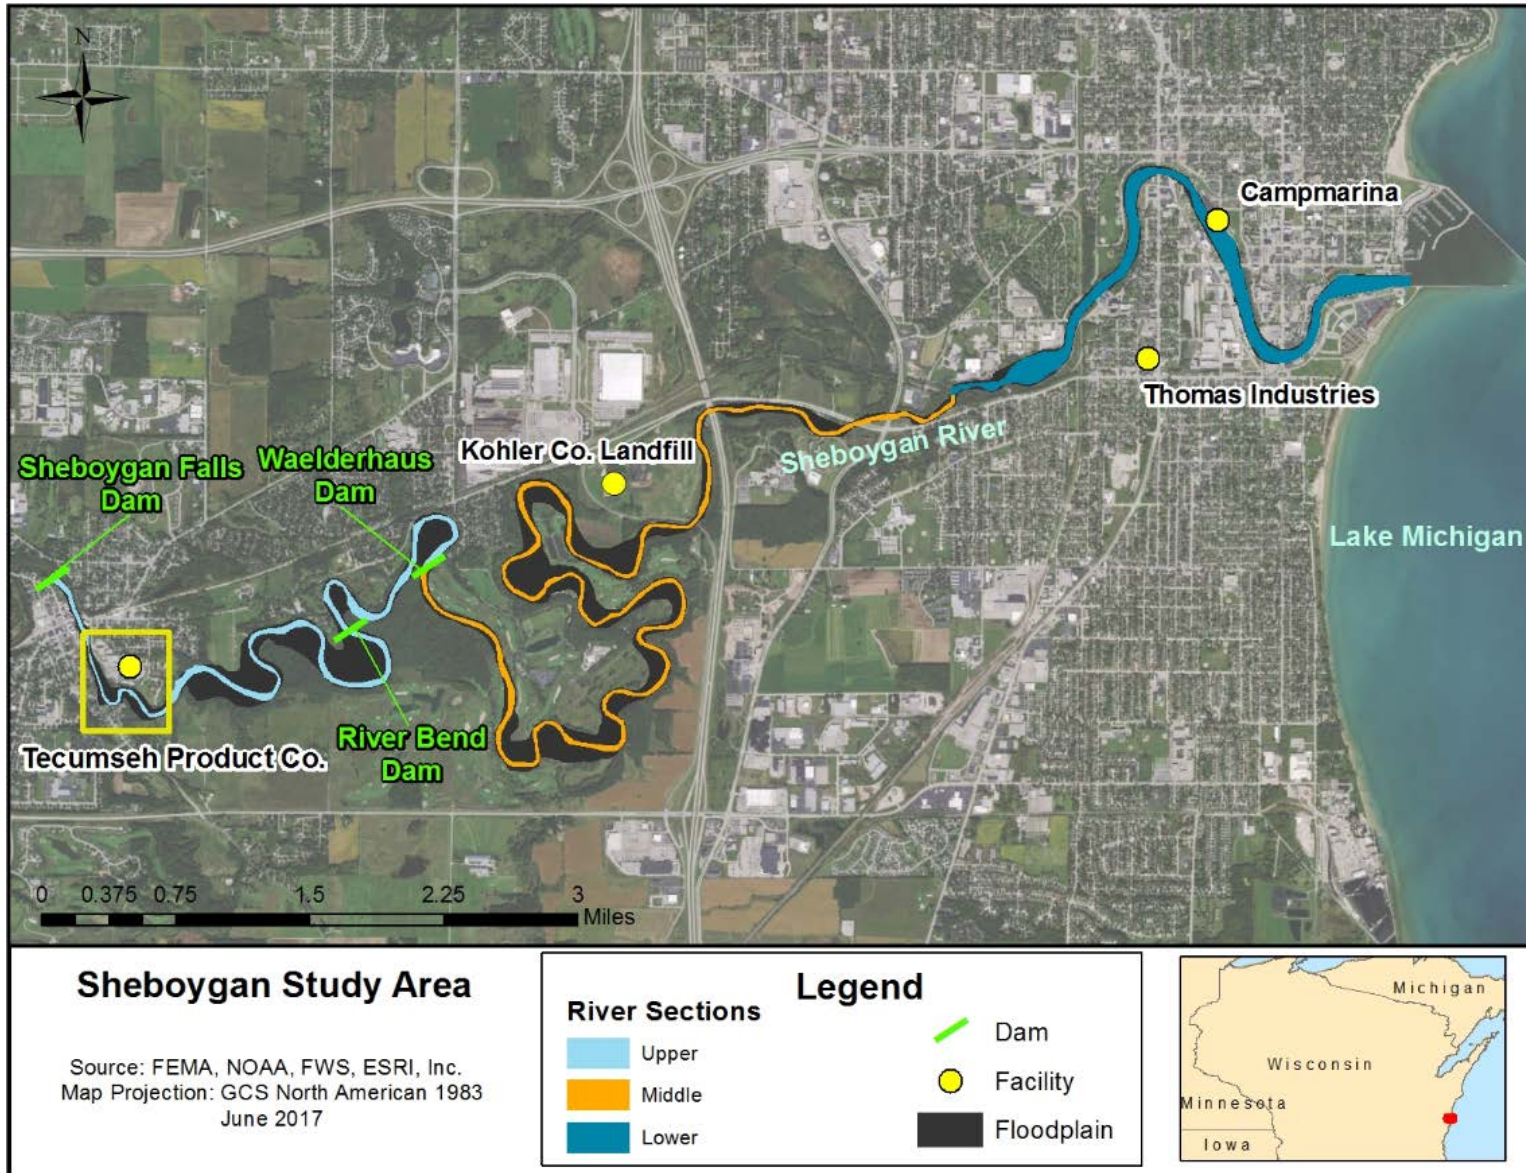 N
Campmarina
Thomas Industries
Kohler Co. Landfill
Sheboygan River
Sheboygan Falls
Dam
Waelderhaus
Dam
Lake Michigan
River Bend
Dam
Tecumseh Product Co.
0 0.375 0.75 1.5 2.25 3
Miles
Sheboygan Study Area
Source: FEMA, NOAA, FWS, ESRI, Inc.
Map Projection: GCS North American 1983
June 2017
Legend
River Sections
Upper
Middle
Lower
Dam
Facility
Floodplain
Michigan
Wisconsin
Minnesota
Iowa